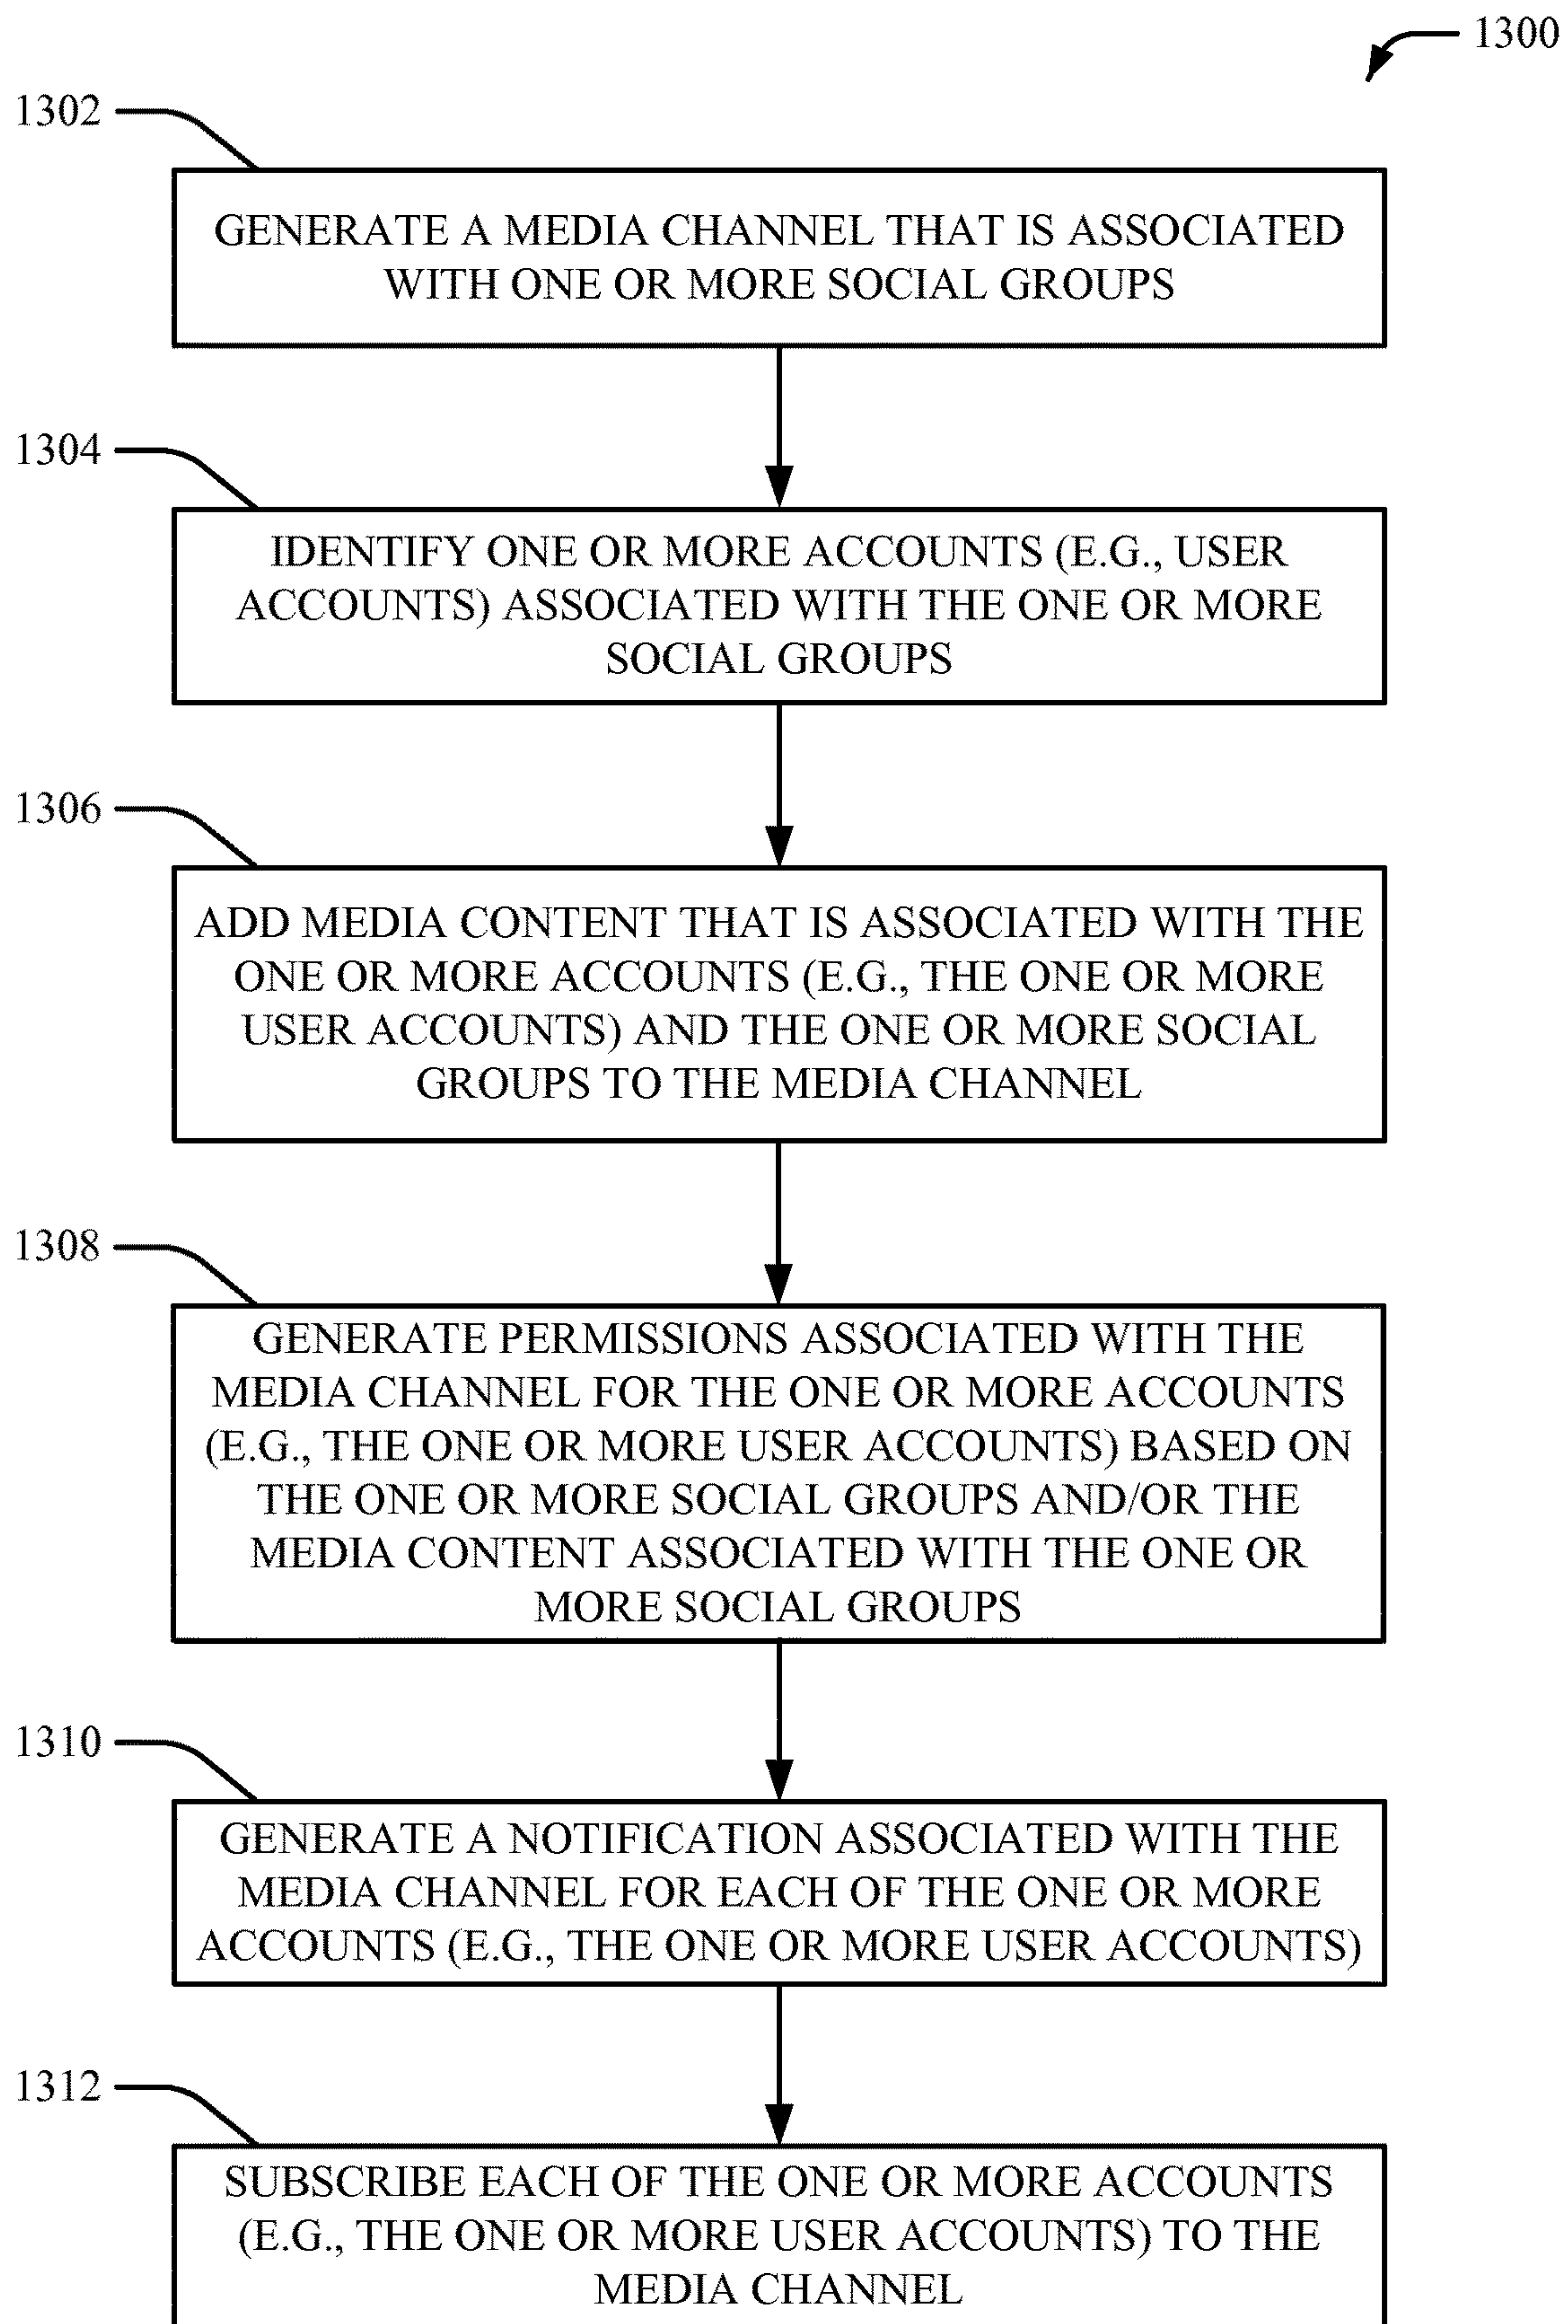 1300
1302
GENERATE A MEDIA CHANNEL THAT IS ASSOCIATED
WITH ONE OR MORE SOCIAL GROUPS
1304
IDENTIFY ONE OR MORE ACCOUNTS (E.G., USER
ACCOUNTS) ASSOCIATED WITH THE ONE OR MORE
SOCIAL GROUPS
1306
ADD MEDIA CONTENT THAT IS ASSOCIATED WITH THE
ONE OR MORE ACCOUNTS (E.G., THE ONE OR MORE
USER ACCOUNTS) AND THE ONE OR MORE SOCIAL
GROUPS TO THE MEDIA CHANNEL
1308
GENERATE PERMISSIONS ASSOCIATED WITH THE
MEDIA CHANNEL FOR THE ONE OR MORE ACCOUNTS
(E.G., THE ONE OR MORE USER ACCOUNTS) BASED ON
THE ONE OR MORE SOCIAL GROUPS AND/OR THE
MEDIA CONTENT ASSOCIATED WITH THE ONE OR
MORE SOCIAL GROUPS
1310
GENERATE A NOTIFICATION ASSOCIATED WITH THE
MEDIA CHANNEL FOR EACH OF THE ONE OR MORE
ACCOUNTS (E.G., THE ONE OR MORE USER ACCOUNTS)
1312
SUBSCRIBE EACH OF THE ONE OR MORE ACCOUNTS
(E.G., THE ONE OR MORE USER ACCOUNTS) TO THE
MEDIA CHANNEL